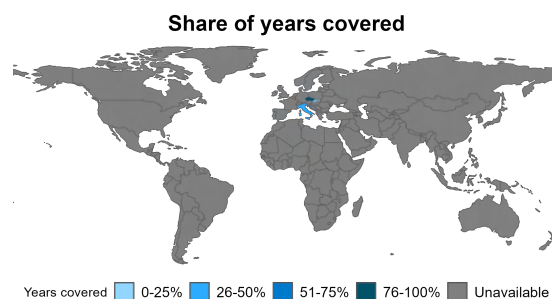 Share of years covered
Years covered 0-25% 26-50% 51-75% 76-100% Unavailable